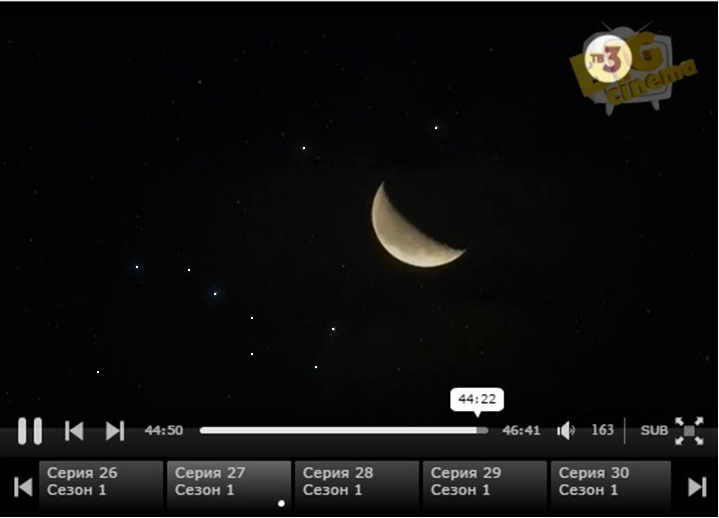 ТВ3
BIG
cinema
44:22
44:50
46:41
163
SUB
Серия 26
Сезон 1
Серия 27
Сезон 1
Серия 28
Сезон 1
Серия 29
Сезон 1
Серия 30
Сезон 1